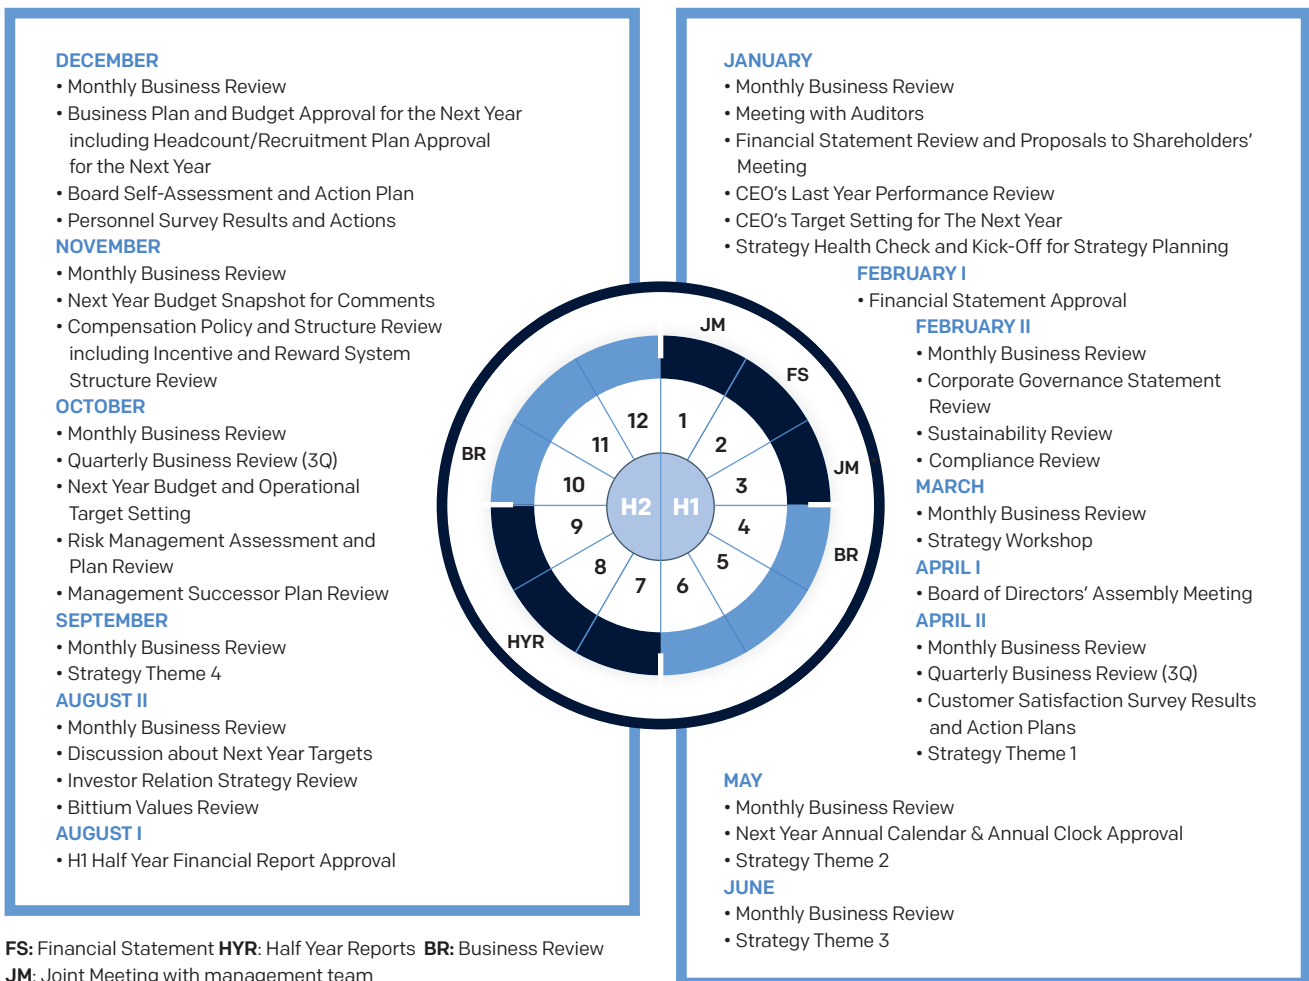 DECEMBER
• Monthly Business Review
• Business Plan and Budget Approval for the Next Year
including Headcount/Recruitment Plan Approval
for the Next Year
• Board Self-Assessment and Action Plan
• Personnel Survey Results and Actions
NOVEMBER
• Monthly Business Review
• Next Year Budget Snapshot for Comments
• Compensation Policy and Structure Review
including Incentive and Reward System
Structure Review
OCTOBER
• Monthly Business Review
• Quarterly Business Review (3Q)
• Next Year Budget and Operational
Target Setting
• Risk Management Assessment and
Plan Review
• Management Successor Plan Review
SEPTEMBER
• Monthly Business Review
• Strategy Theme 4
AUGUST II
• Monthly Business Review
• Discussion about Next Year Targets
• Investor Relation Strategy Review
• Bittium Values Review
AUGUST I
• H1 Half Year Financial Report Approval
JANUARY
• Monthly Business Review
• Meeting with Auditors
• Financial Statement Review and Proposals to Shareholders'
Meeting
• CEO's Last Year Performance Review
• CEO's Target Setting for The Next Year
• Strategy Health Check and Kick-Off for Strategy Planning
FEBRUARY I
• Financial Statement Approval
FEBRUARY II
• Monthly Business Review
• Corporate Governance Statement
Review
• Sustainability Review
• Compliance Review
MARCH
• Monthly Business Review
• Strategy Workshop
APRIL I
• Board of Directors' Assembly Meeting
APRIL II
• Monthly Business Review
• Quarterly Business Review (3Q)
• Customer Satisfaction Survey Results
and Action Plans
• Strategy Theme 1
MAY
• Monthly Business Review
• Next Year Annual Calendar & Annual Clock Approval
• Strategy Theme 2
JUNE
• Monthly Business Review
• Strategy Theme 3
JM
FS
JM
BR
HYR
BR
1
2
3
4
5
6
7
8
9
10
11
12
H2 H1
FS: Financial Statement HYR: Half Year Reports BR: Business Review
JM: Joint Meeting with management team